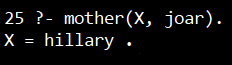 25 ?- mother(X, joar).
X = hillary .